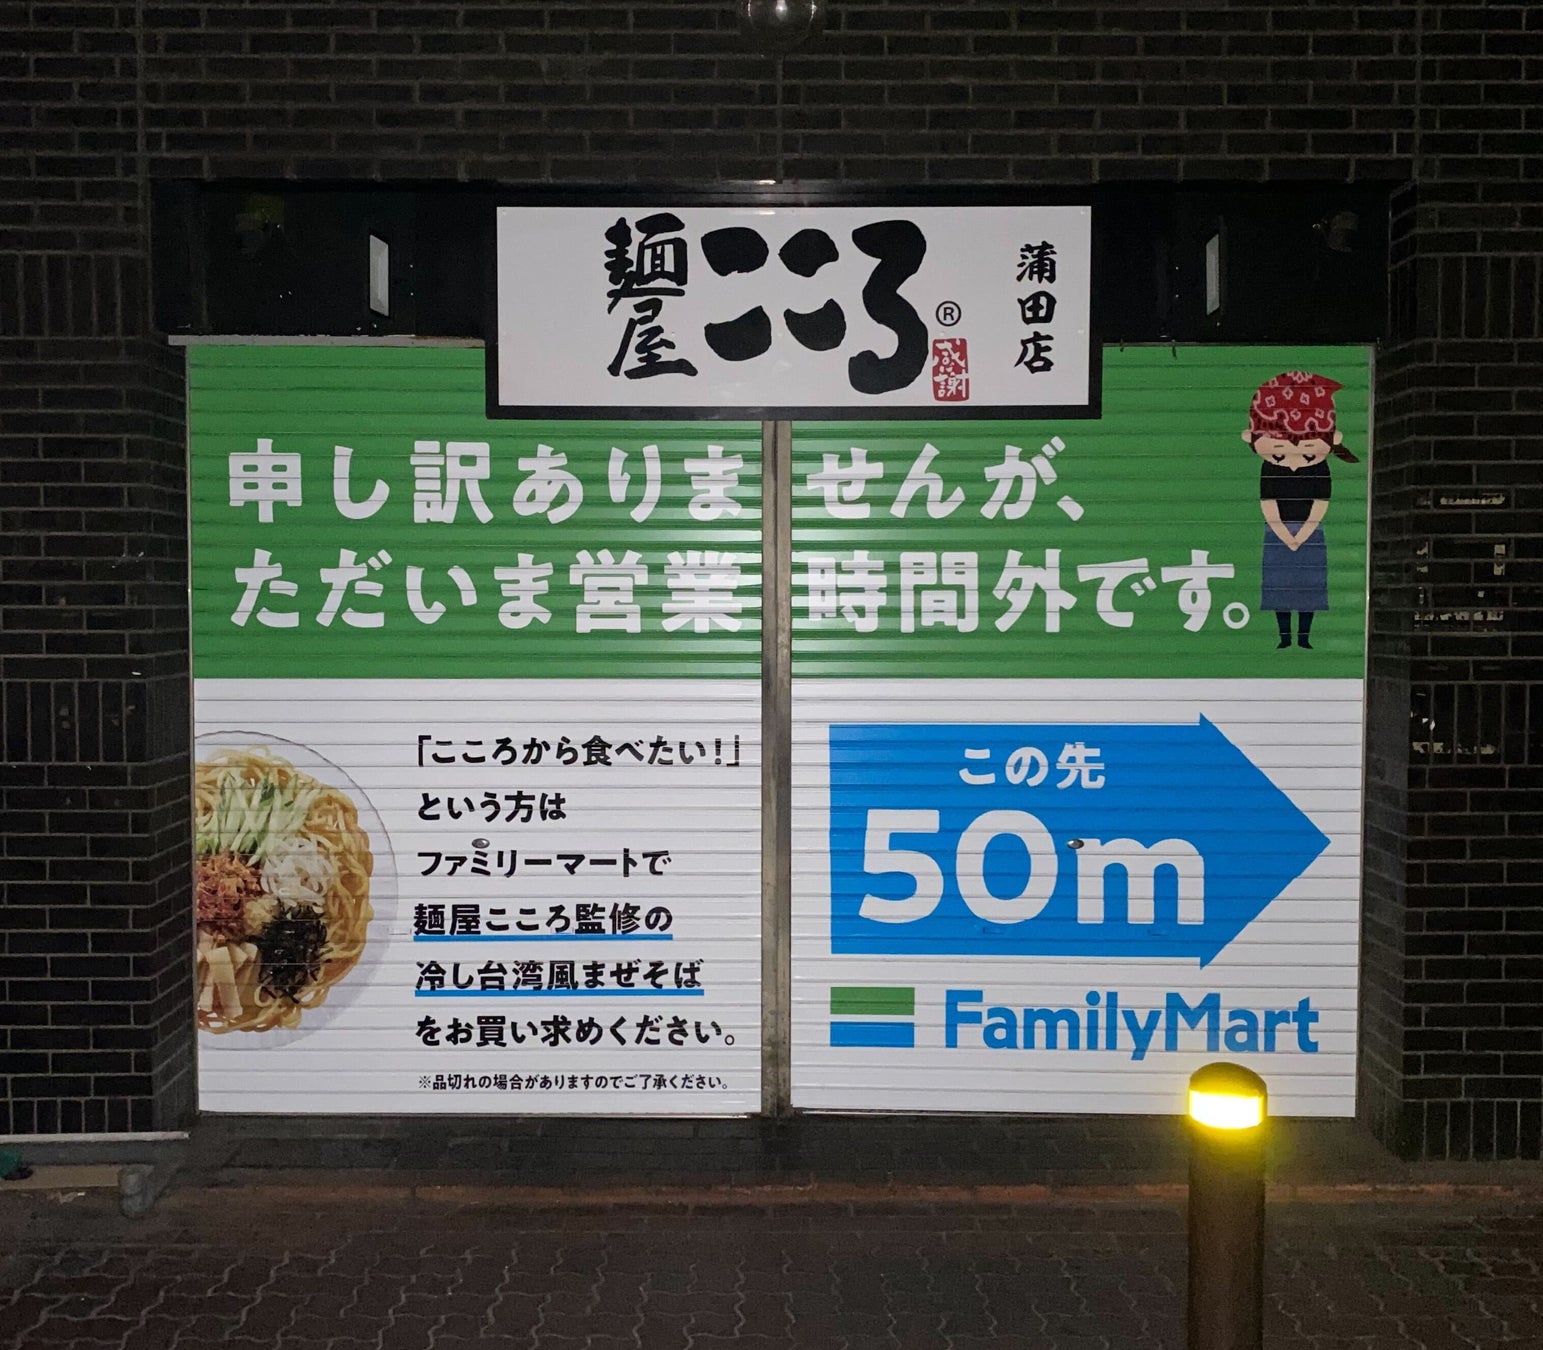 麺屋こころ®
感謝
蒲田店
申し訳ありませんが、
ただいま営業時間外です。
「こころから食べたい！」
という方は
ファミリーマートで
麺屋こころ監修の
冷し台湾風まぜそば
をお買い求めください。
※品切れの場合がありますのでご了承ください。
この先
50m
FamilyMart